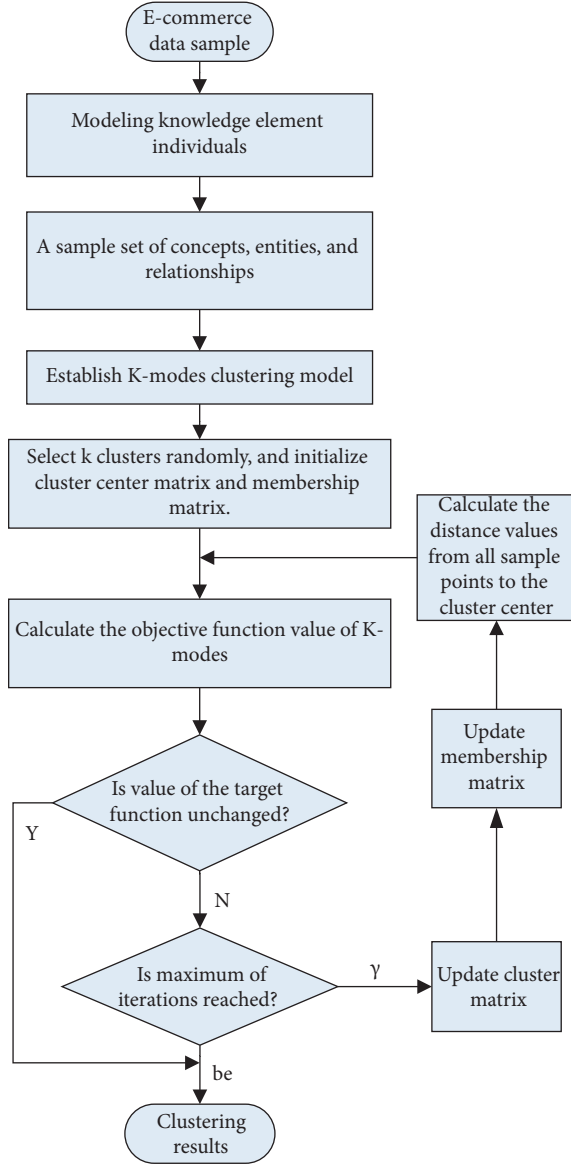 E-commerce
data sample
Modeling knowledge element
individuals
A sample set of concepts, entities, and
relationships
Establish K-modes clustering model
Select k clusters randomly, and initialize
cluster center matrix and membership
matrix.
Calculate the
distance values
from all sample
points to the
cluster center
Calculate the objective function value of K-
modes
Update
membership
matrix
Is value of the target
function unchanged?
Y
N
Is maximum of
iterations reached?
γ
Update cluster
matrix
be
Clustering
results